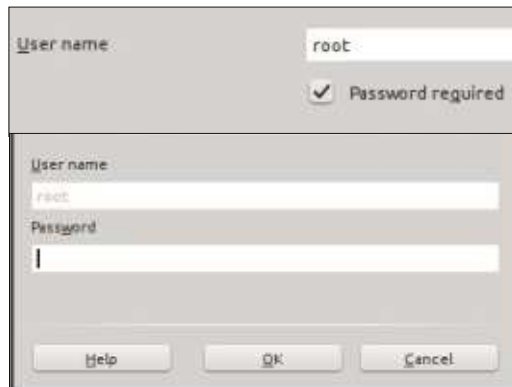 User name root
Password required
User name
root
Password
Help OK Cancel